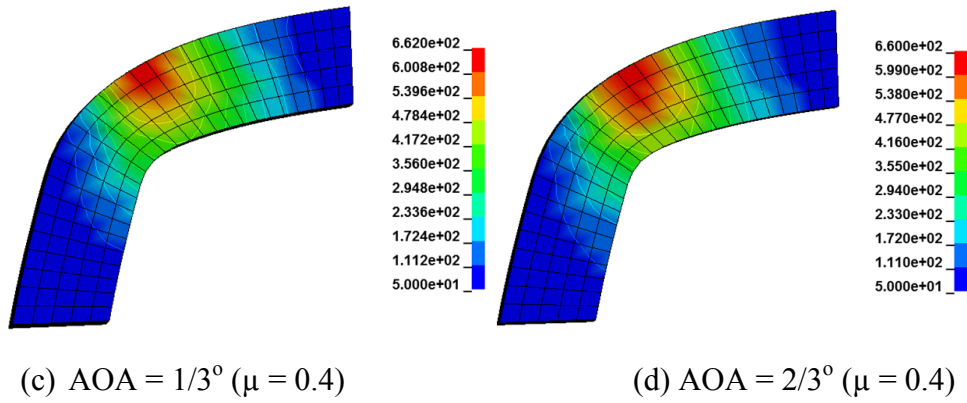 6.620e+02
6.008e+02
5.396e+02
4.784e+02
4.172e+02
3.560e+02
2.948e+02
2.336e+02
1.724e+02
1.112e+02
5.000e+01
6.600e+02
5.990e+02
5.380e+02
4.770e+02
4.160e+02
3.550e+02
2.940e+02
2.330e+02
1.720e+02
1.110e+02
5.000e+01
(c) AOA = 1/3º (μ = 0.4)
(d) AOA = 2/3º (μ = 0.4)